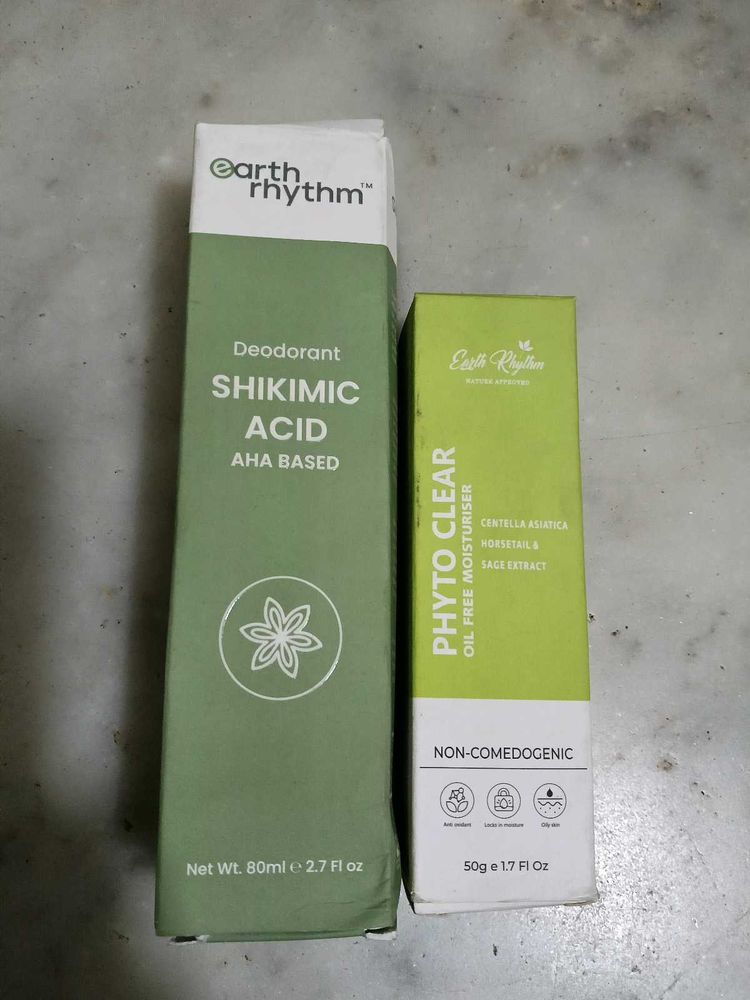 earth
rhythm™
Deodorant
SHIKIMIC
ACID
AHA BASED
Net Wt. 80ml ℮ 2.7 Fl oz
Earth Rhythm
NATURE APPROVED
PHYTO CLEAR
OIL FREE MOISTURISER
CENTELLA ASIATICA
HORSETAIL &
SAGE EXTRACT
NON-COMEDOGENIC
Anti oxidant
Locks in moisture
Oily skin
50g e 1.7 Fl Oz